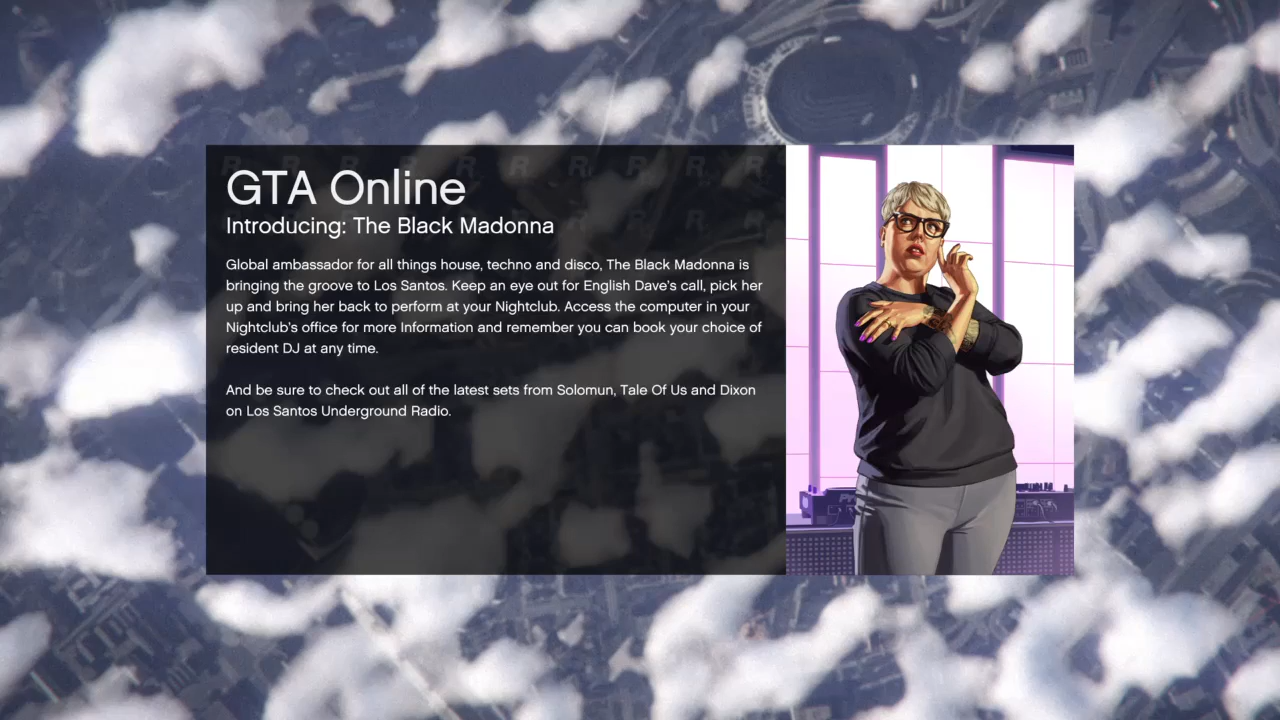 GTA Online
Introducing: The Black Madonna
Global ambassador for all things house, techno and disco, The Black Madonna is
bringing the groove to Los Santos. Keep an eye out for English Dave's call, pick her
up and bring her back to perform at your Nightclub. Access the computer in your
Nightclub's office for more Information and remember you can book your choice of
resident DJ at any time.
And be sure to check out all of the latest sets from Solomun, Tale Of Us and Dixon
on Los Santos Underground Radio.